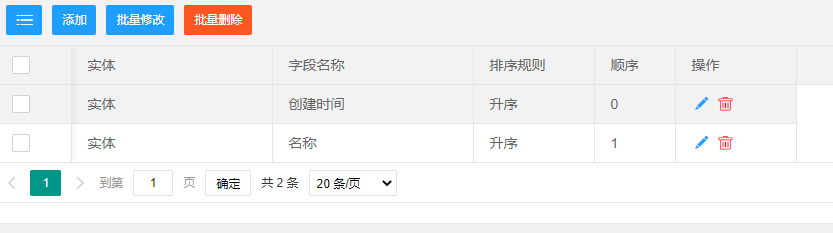 添加 批量修改 批量删除
实体 字段名称 排序规则 顺序 操作
实体 创建时间 升序 0
实体 名称 升序 1
1 到第 1 页 确定 共 2 条 20 条/页